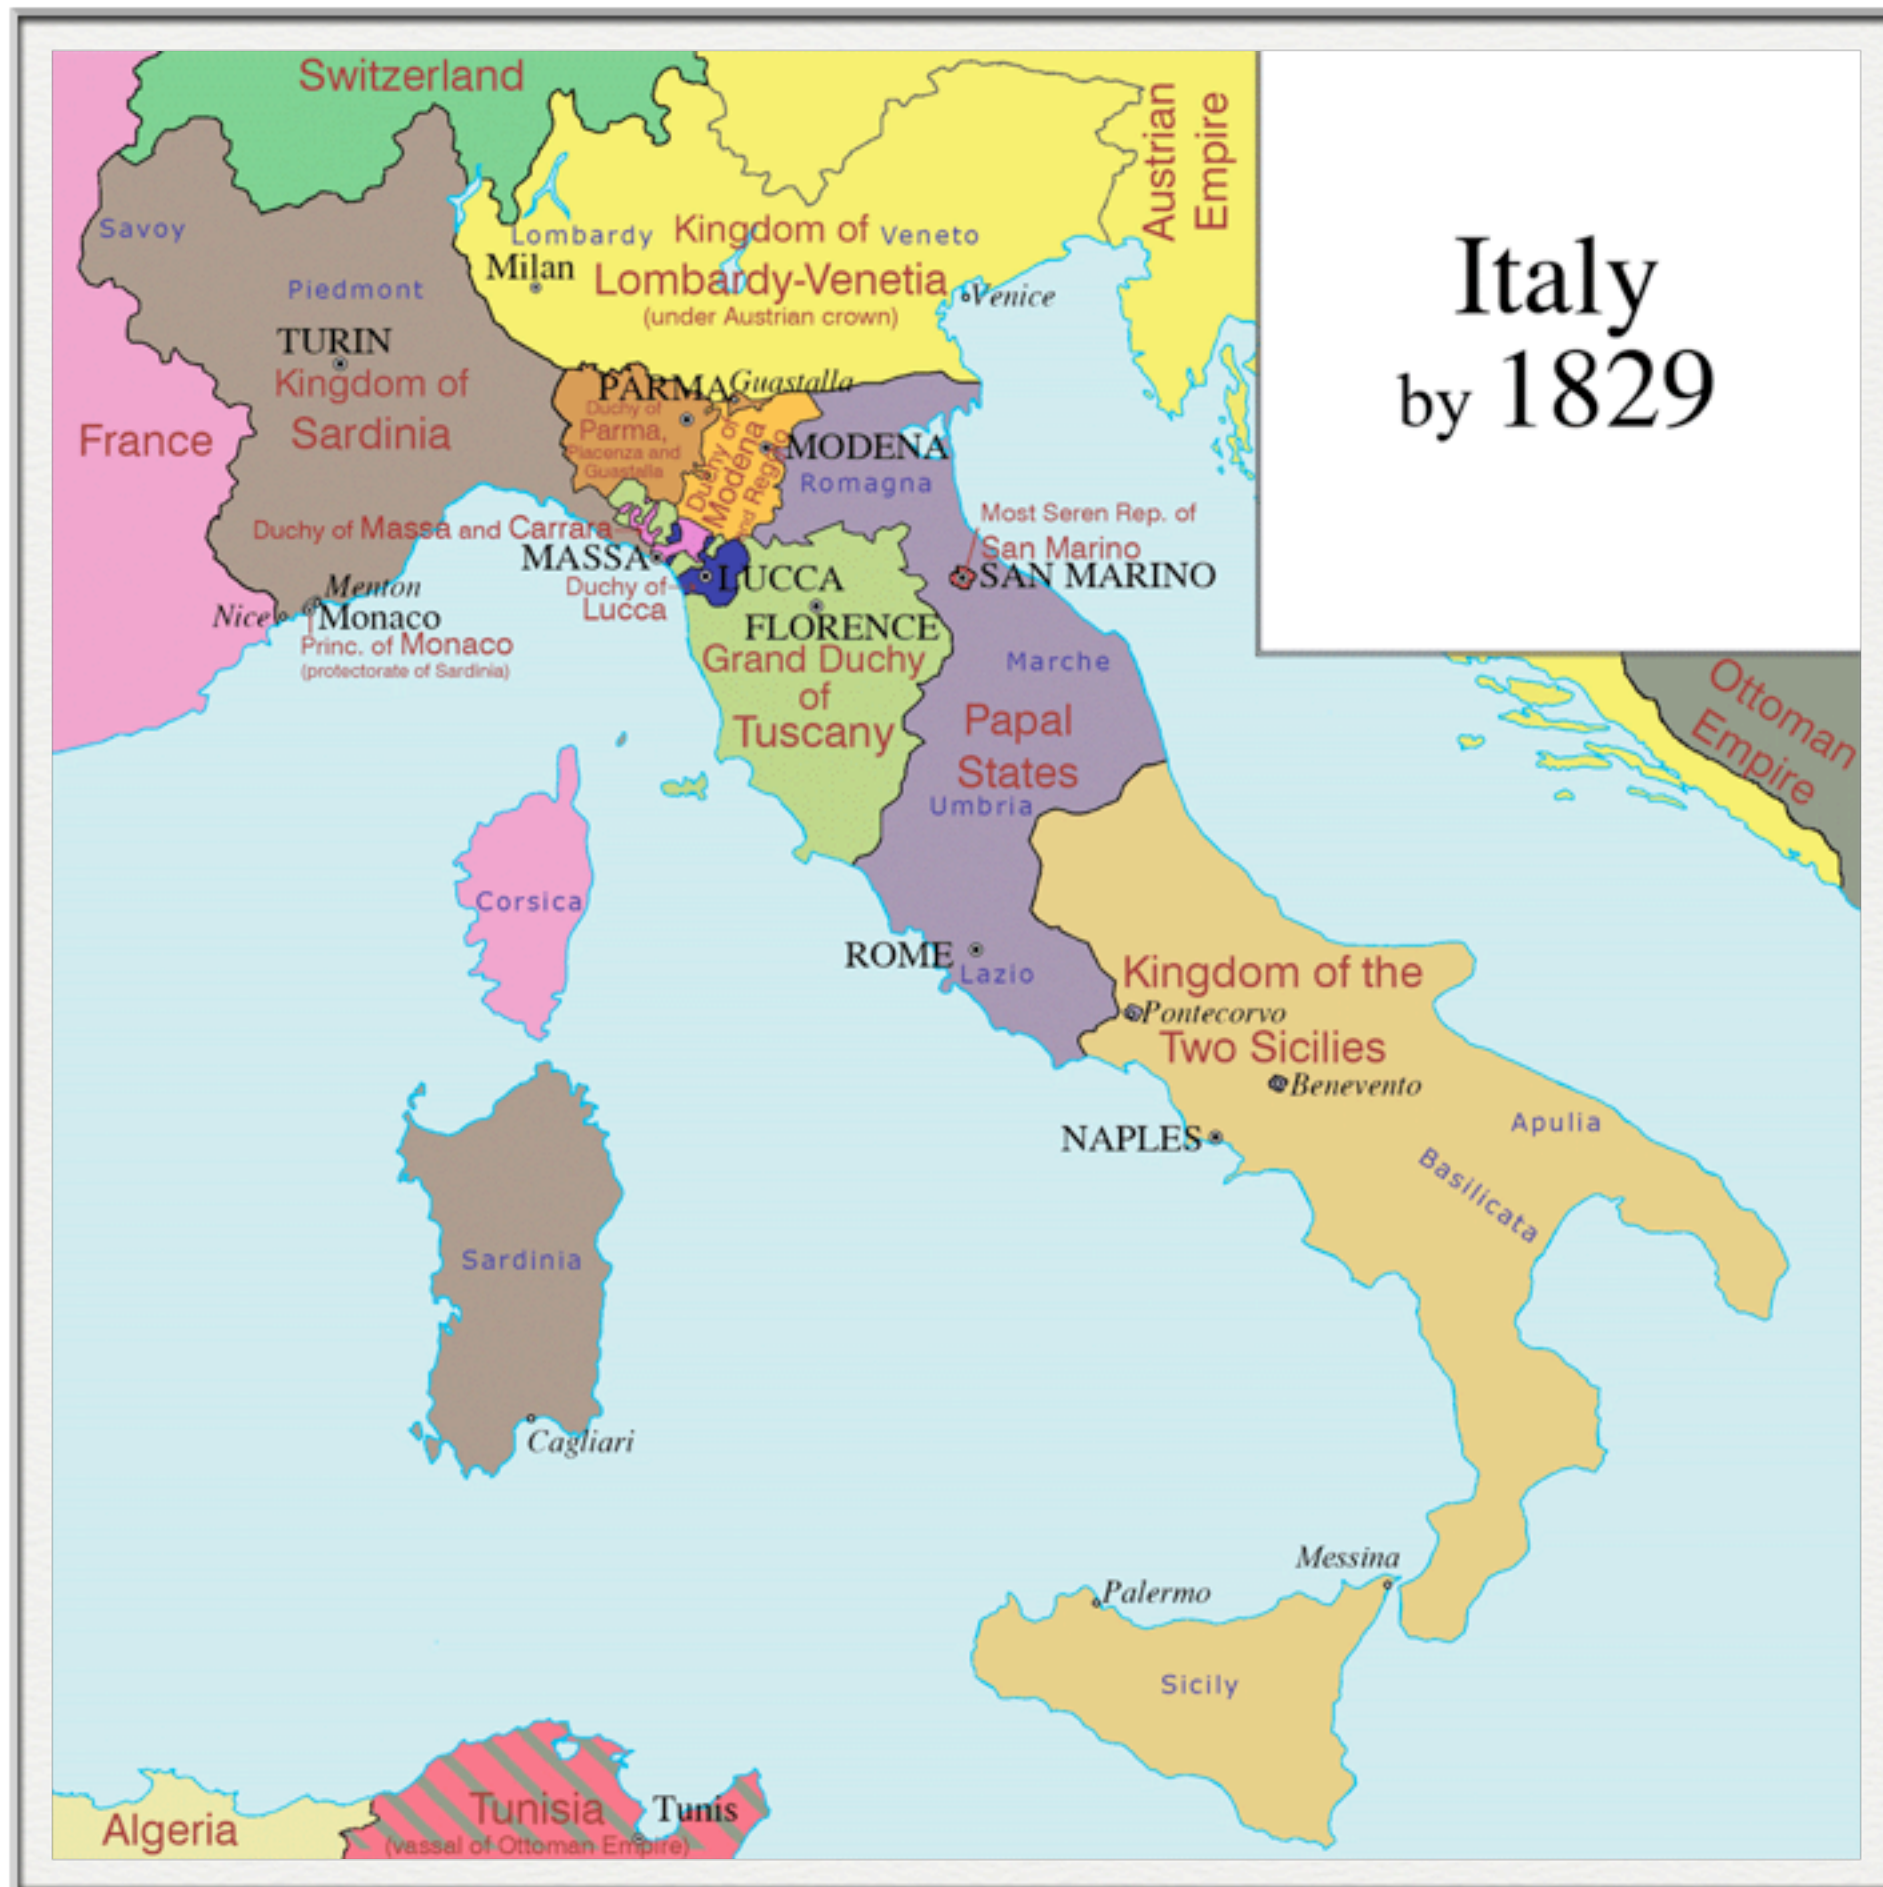 Switzerland
Austrian
Empire
Italy
by 1829
Savoy
Lombardy
Kingdom of
Veneto
Milan
Lombardy-Venetia
(under Austrian crown)
Venice
Piedmont
TURIN
Kingdom of
Sardinia
France
PARMA
Guastalla
Duchy of
Parma,
Piacenza and
Guastalla
Duchy of
Modena
and Reggio
MODENA
Romagna
Most Seren Rep. of
San Marino
SAN MARINO
Duchy of Massa and Carrara
MASSA
Duchy of
Lucca
LUCCA
Menton
Nice
Monaco
Princ. of Monaco
(protectorate of Sardinia)
FLORENCE
Grand Duchy
of
Tuscany
Marche
Papal
States
Umbria
Ottoman
Empire
Corsica
ROME
Lazio
Kingdom of the
Pontecorvo
Two Sicilies
Benevento
NAPLES
Apulia
Basilicata
Sardinia
Cagliari
Messina
Palermo
Sicily
Algeria
Tunisia
(vassal of Ottoman Empire)
Tunis